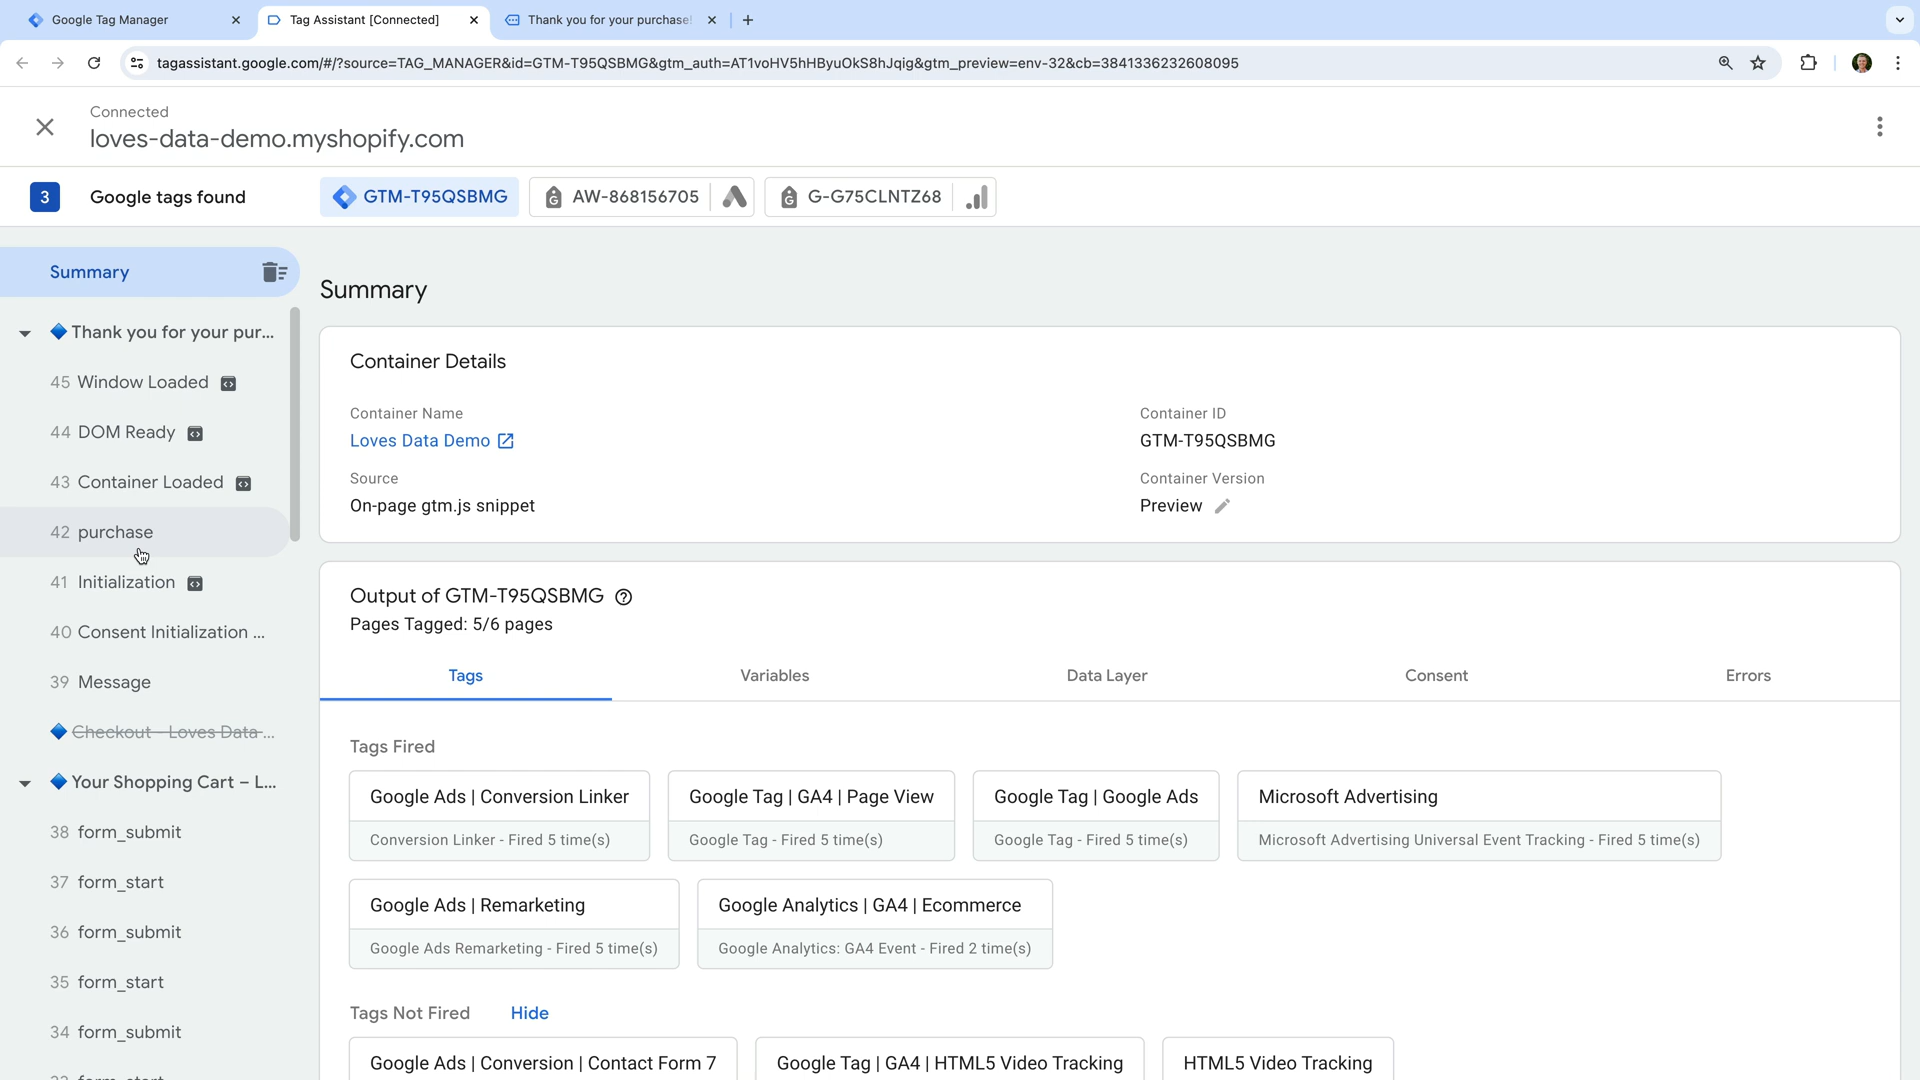 Google Tag Manager
Tag Assistant [Connected]
Thank you for your purchase!
tagassistant.google.com/#/?source=TAG_MANAGER&id=GTM-T95QSBMG&gtm_auth=AT1voHV5hHByuOkS8hJqig&gtm_preview=env-32&cb=3841336232608095
Connected
loves-data-demo.myshopify.com
3
Google tags found
GTM-T95QSBMG
AW-868156705
G-G75CLNTZ68
Summary
Thank you for your pur...
45 Window Loaded
44 DOM Ready
43 Container Loaded
42 purchase
41 Initialization
40 Consent Initialization ...
39 Message
Checkout - Loves Data ...
Your Shopping Cart – L...
38 form_submit
37 form_start
36 form_submit
35 form_start
34 form_submit
33 form_start
Summary
Container Details
Container Name
Loves Data Demo
Container ID
GTM-T95QSBMG
Source
On-page gtm.js snippet
Container Version
Preview
Output of GTM-T95QSBMG
Pages Tagged: 5/6 pages
Tags
Variables
Data Layer
Consent
Errors
Tags Fired
Google Ads | Conversion Linker
Conversion Linker - Fired 5 time(s)
Google Tag | GA4 | Page View
Google Tag - Fired 5 time(s)
Google Tag | Google Ads
Google Tag - Fired 5 time(s)
Microsoft Advertising
Microsoft Advertising Universal Event Tracking - Fired 5 time(s)
Google Ads | Remarketing
Google Ads Remarketing - Fired 5 time(s)
Google Analytics | GA4 | Ecommerce
Google Analytics: GA4 Event - Fired 2 time(s)
Tags Not Fired
Hide
Google Ads | Conversion | Contact Form 7
Google Tag | GA4 | HTML5 Video Tracking
HTML5 Video Tracking